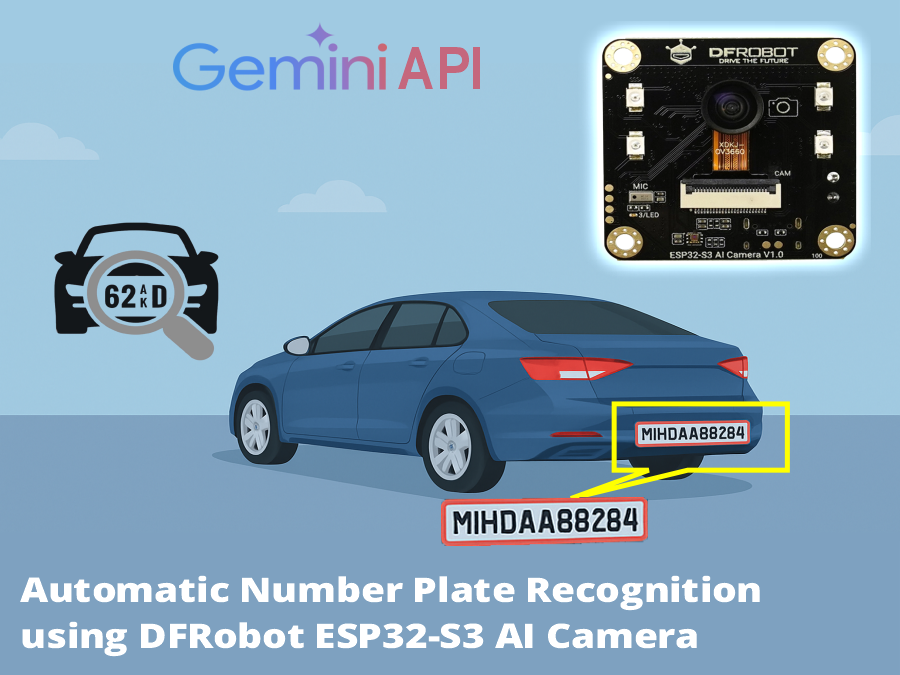 Gemini API
DFROBOT
DRIVE THE FUTURE
XDKJ-
OV3660
CAM
MIC
3/LED
ESP32-S3 AI Camera V1.0
100
62AKD
MIHDAA88284
MIHDAA88284
Automatic Number Plate Recognition
using DFRobot ESP32-S3 AI Camera